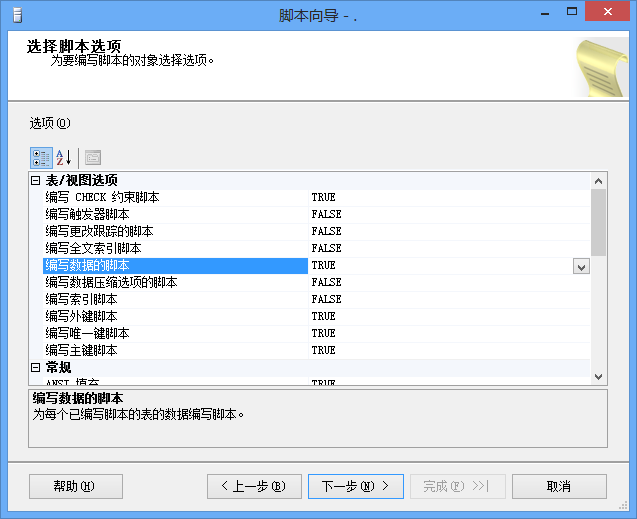 脚本向导 - .
选择脚本选项
为要编写脚本的对象选择选项。
选项(O)
表/视图选项
编写 CHECK 约束脚本 TRUE
编写触发器脚本 FALSE
编写更改跟踪的脚本 FALSE
编写全文索引脚本 FALSE
编写数据的脚本 TRUE
编写数据压缩选项的脚本 FALSE
编写索引脚本 FALSE
编写外键脚本 TRUE
编写唯一键脚本 TRUE
编写主键脚本 TRUE
常规
ANSI 填充 TRUE
编写数据的脚本
为每个已编写脚本的表的数据编写脚本。
帮助(H) < 上一步(B) 下一步(N) > 完成(F) >>| 取消